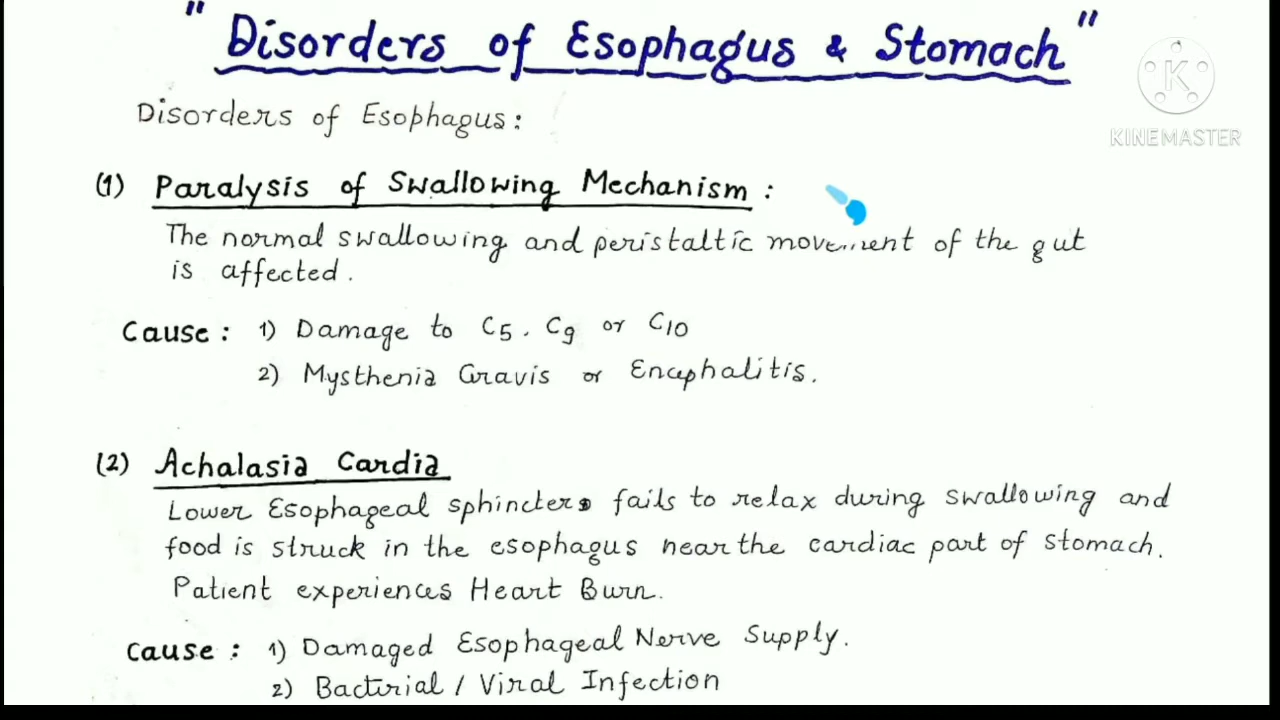 "Disorders of Esophagus & Stomach"
KINEMASTER
Disorders of Esophagus:
(1) Paralysis of Swallowing Mechanism:
The normal swallowing and peristaltic movement of the gut
is affected.
Cause: 1) Damage to C5. C9 or C10
2) Mysthenia Gravis or Encephalitis.
(2) Achalasia Cardia
Lower Esophageal sphincters fails to relax during swallowing and
food is struck in the esophagus near the cardiac part of stomach.
Patient experiences Heart Burn.
Cause: 1) Damaged Esophageal Nerve Supply.
2) Bactirial / Viral Infection